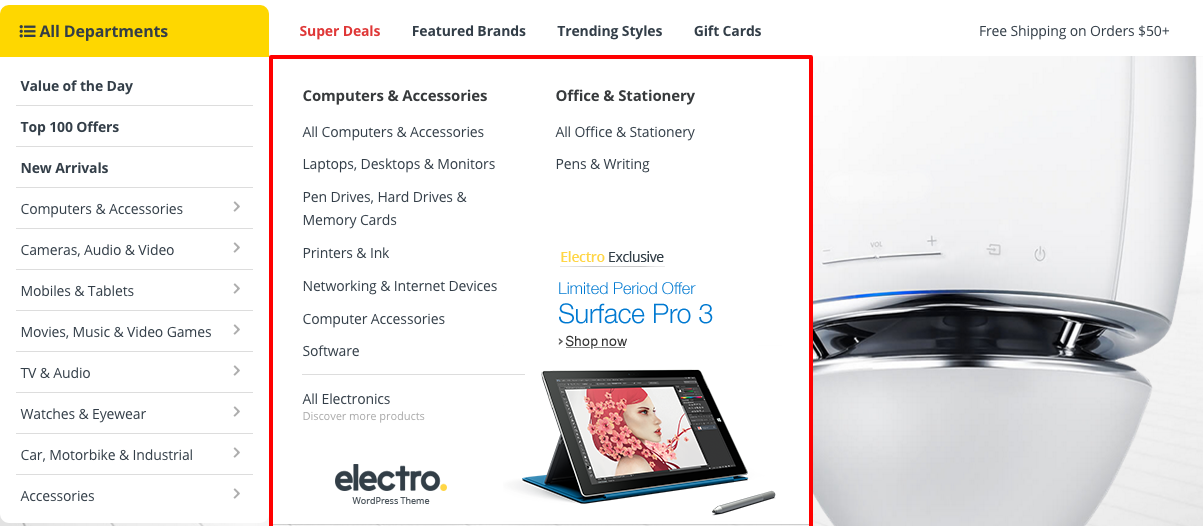 All Departments
Super Deals
Featured Brands
Trending Styles
Gift Cards
Free Shipping on Orders $50+
Value of the Day
Top 100 Offers
New Arrivals
Computers & Accessories
Cameras, Audio & Video
Mobiles & Tablets
Movies, Music & Video Games
TV & Audio
Watches & Eyewear
Car, Motorbike & Industrial
Accessories
Computers & Accessories
All Computers & Accessories
Laptops, Desktops & Monitors
Pen Drives, Hard Drives &
Memory Cards
Printers & Ink
Networking & Internet Devices
Computer Accessories
Software
All Electronics
Discover more products
electro.
WordPress Theme
Office & Stationery
All Office & Stationery
Pens & Writing
Electro Exclusive
Limited Period Offer
Surface Pro 3
› Shop now
VOL